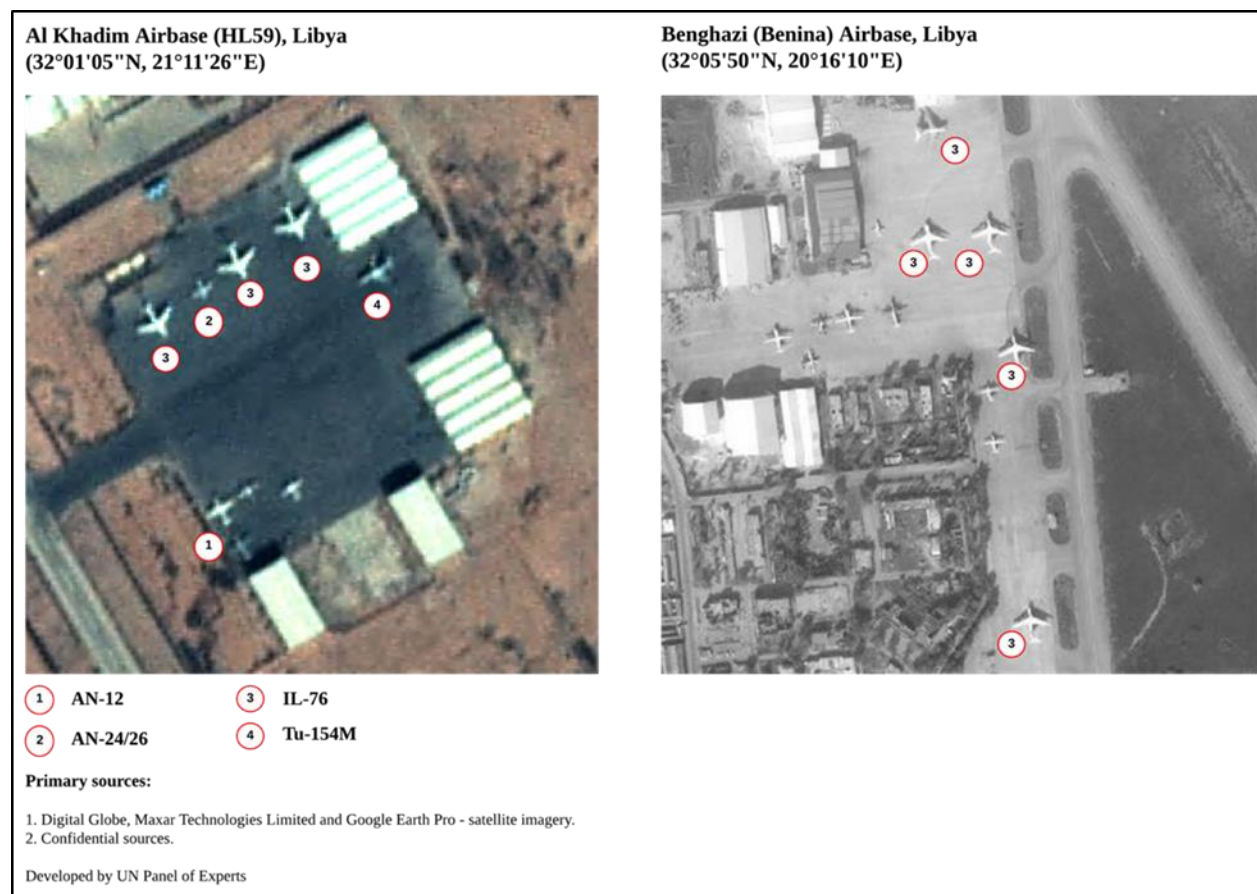 Al Khadim Airbase (HL59), Libya
(32°01'05"N, 21°11'26"E)
Benghazi (Benina) Airbase, Libya
(32°05'50"N, 20°16'10"E)
3
3
2
3
4
1
3
3
3
3
3
1 AN-12
3 IL-76
2 AN-24/26
4 Tu-154M
Primary sources:
1. Digital Globe, Maxar Technologies Limited and Google Earth Pro - satellite imagery.
2. Confidential sources.
Developed by UN Panel of Experts